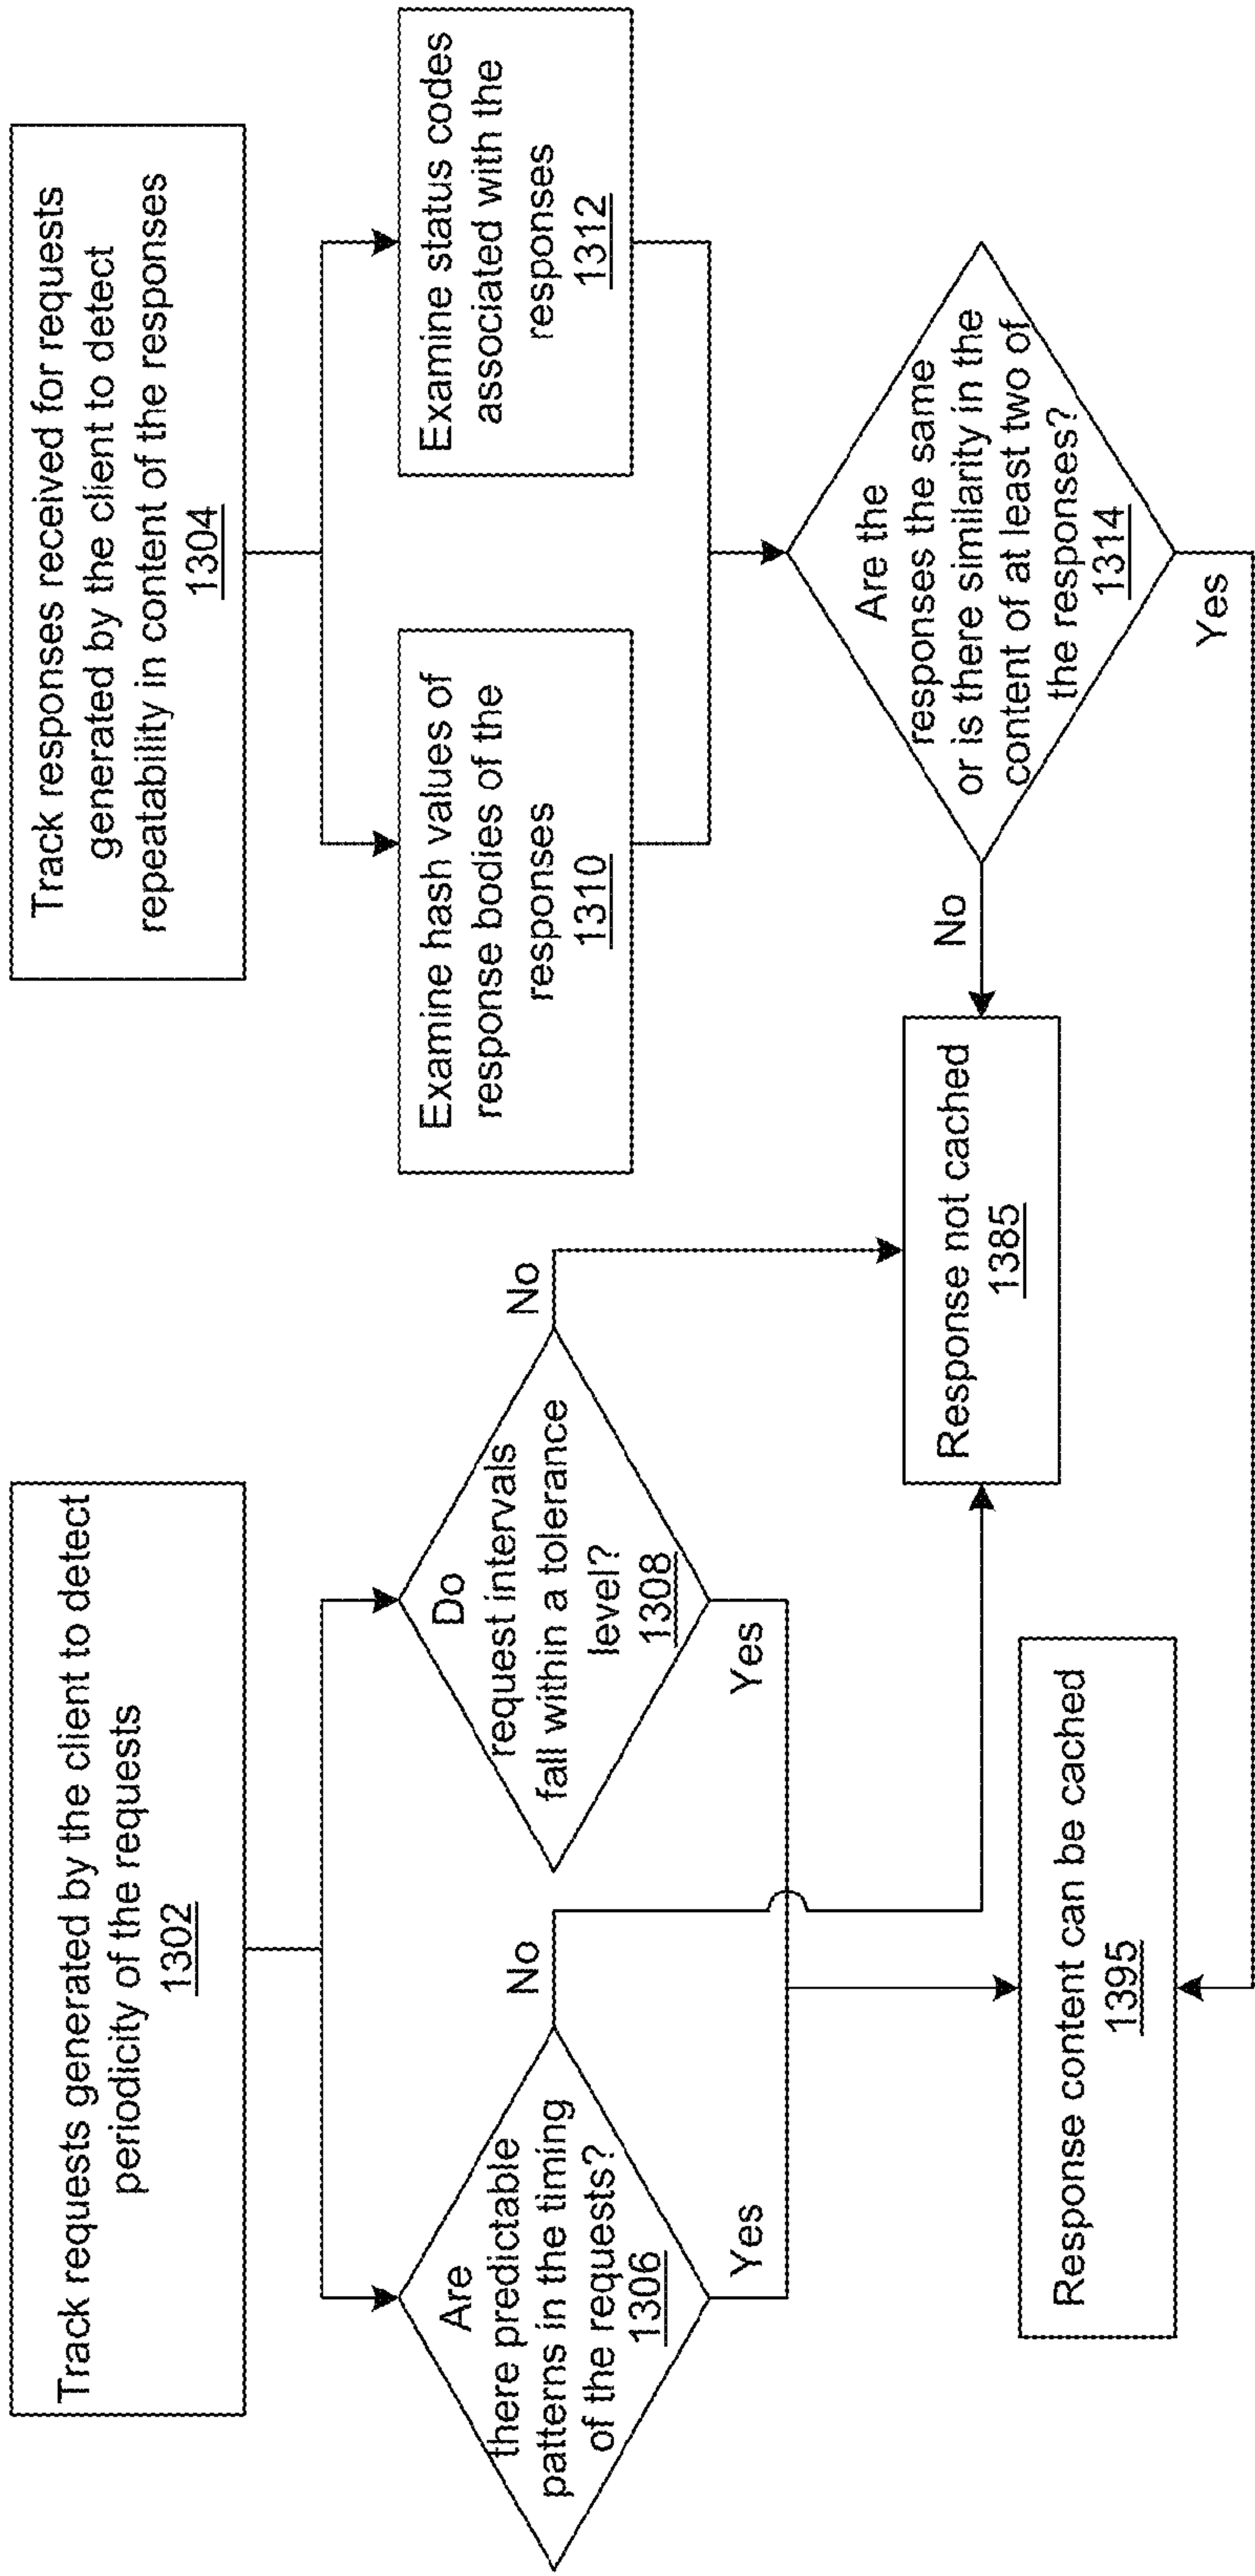 Track requests generated by the client to detect
periodicity of the requests
1302
Are
there predictable
patterns in the timing
of the requests?
1306
No
Yes
Do
request intervals
fall within a tolerance
level?
1308
No
Yes
Response content can be cached
1395
Response not cached
1385
Track responses received for requests
generated by the client to detect
repeatability in content of the responses
1304
Examine hash values of
response bodies of the
responses
1310
Examine status codes
associated with the
responses
1312
Are the
responses the same
or is there similarity in the
content of at least two of
the responses?
1314
No
Yes